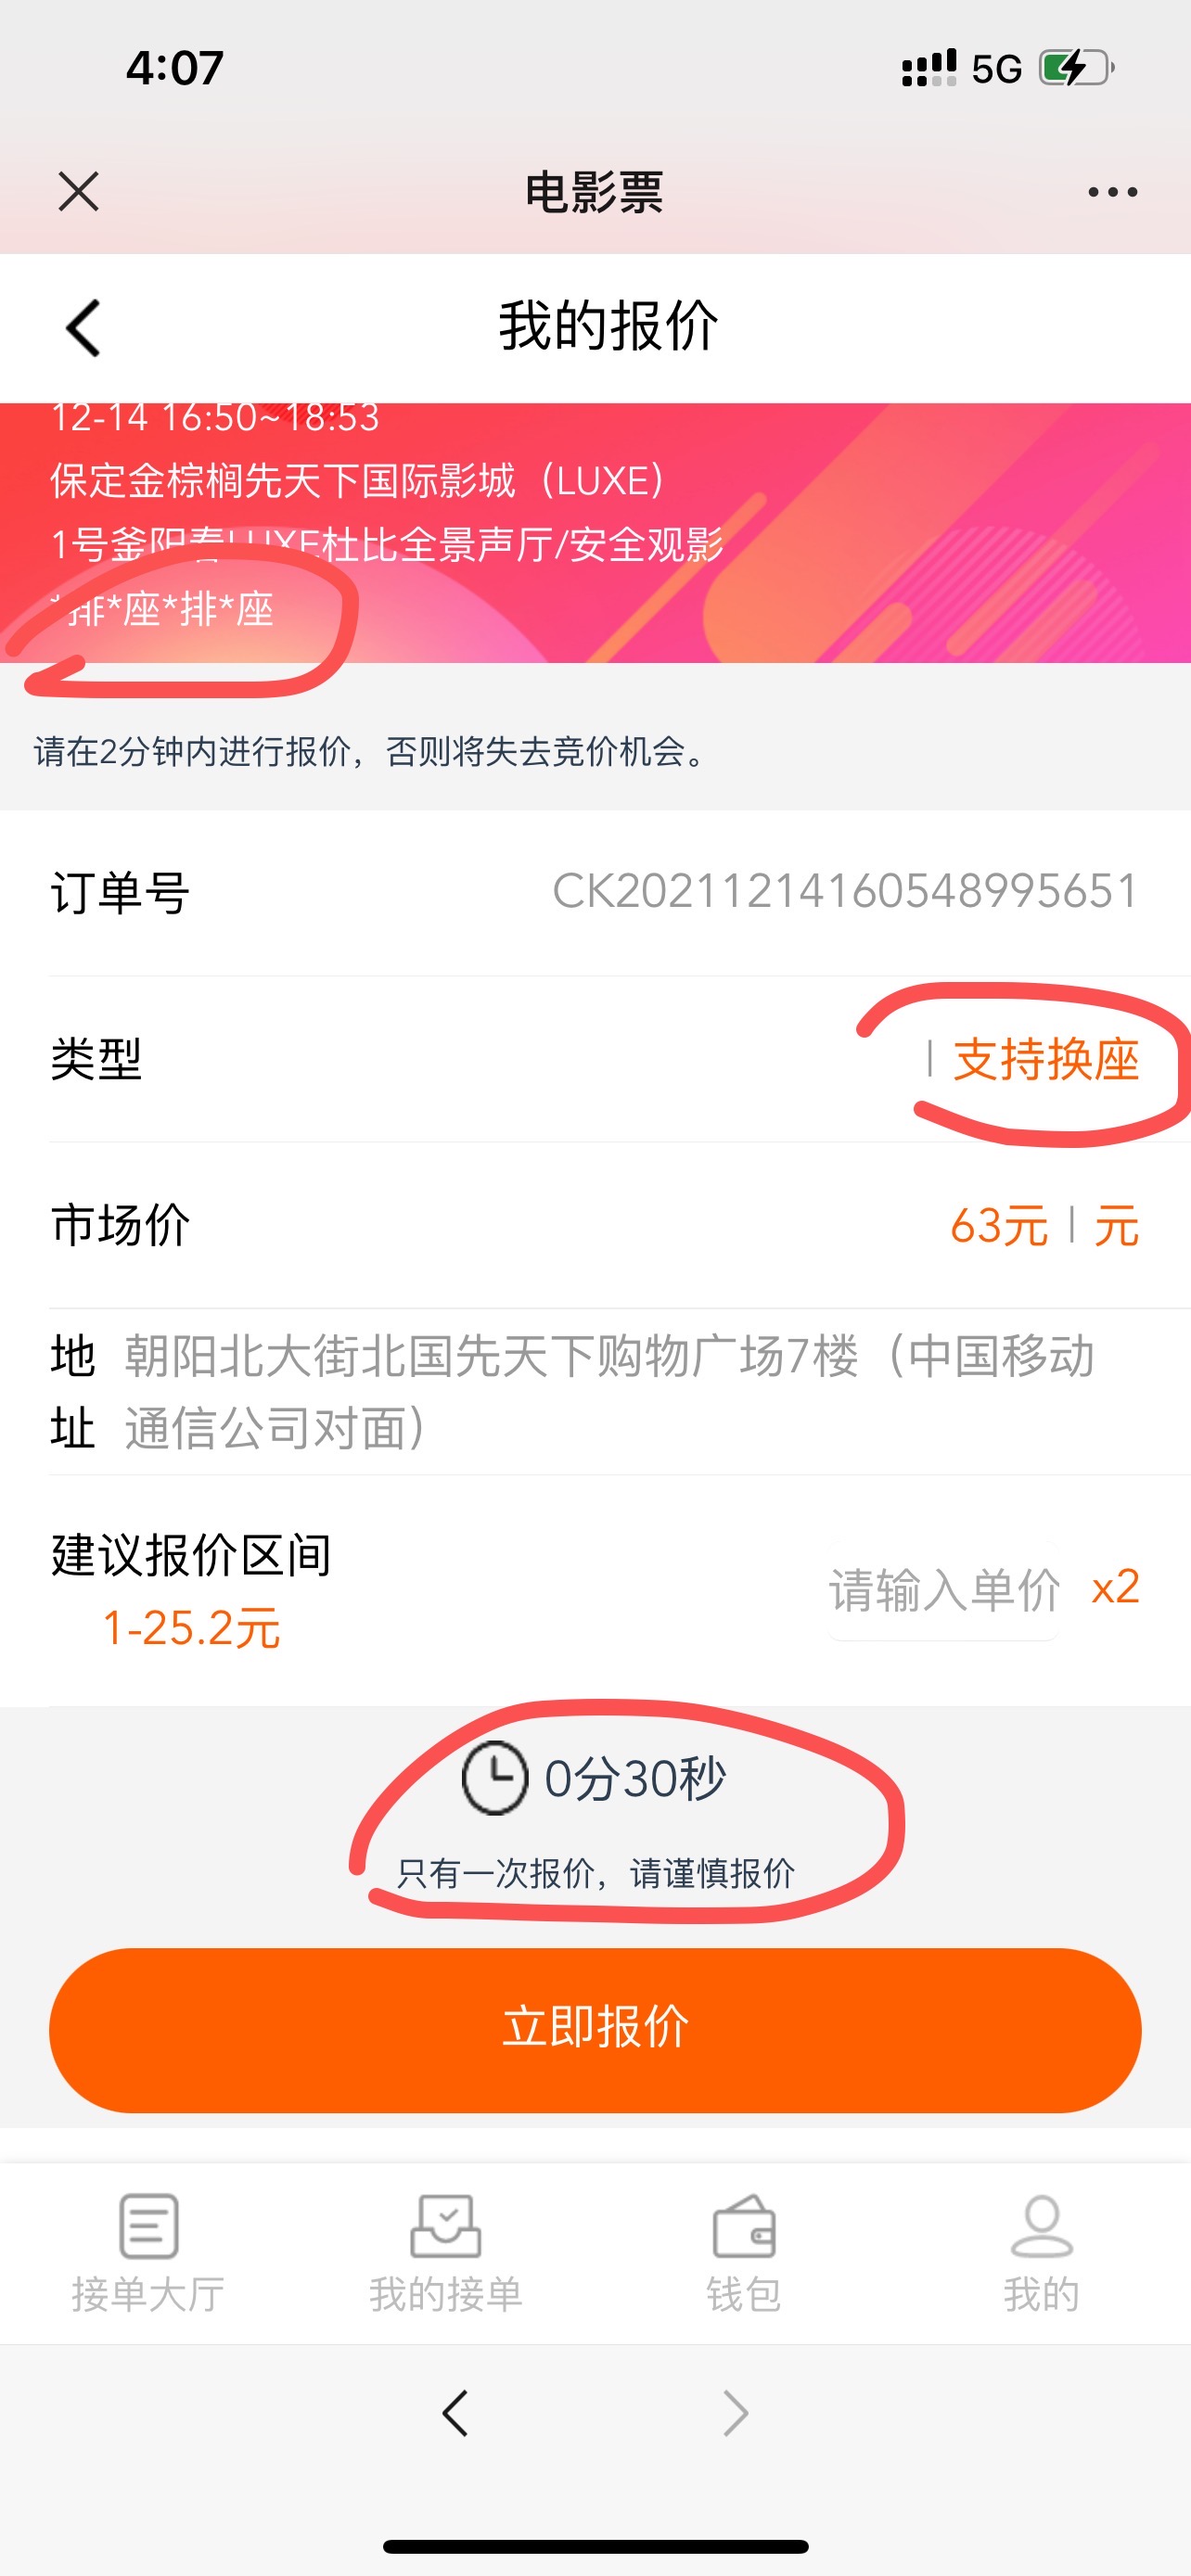 4:07
5G
电影票
我的报价
12-14 16:50~18:53
保定金棕榈先天下国际影城（LUXE）
1号釜阳春LUXE杜比全景声厅/安全观影
*排*座*排*座
请在2分钟内进行报价，否则将失去竞价机会。
订单号 CK20211214160548995651
类型 | 支持换座
市场价 63元 | 元
地址 朝阳北大街北国先天下购物广场7楼（中国移动
通信公司对面）
建议报价区间
1-25.2元
请输入单价 x2
0分30秒
只有一次报价，请谨慎报价
立即报价
接单大厅 我的接单 钱包 我的